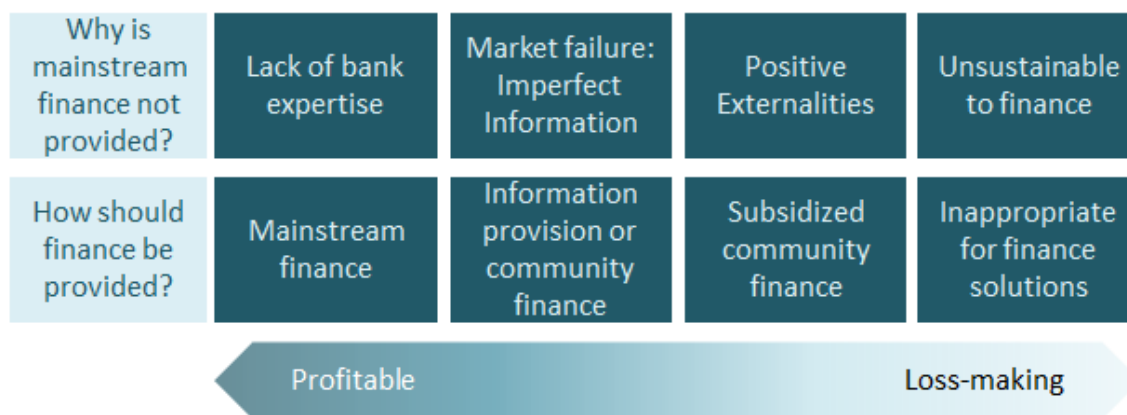 Why is
mainstream
finance not
provided?
Lack of bank
expertise
Market failure:
Imperfect
Information
Positive
Externalities
Unsustainable
to finance
How should
finance be
provided?
Mainstream
finance
Information
provision or
community
finance
Subsidized
community
finance
Inappropriate
for finance
solutions
Profitable
Loss-making